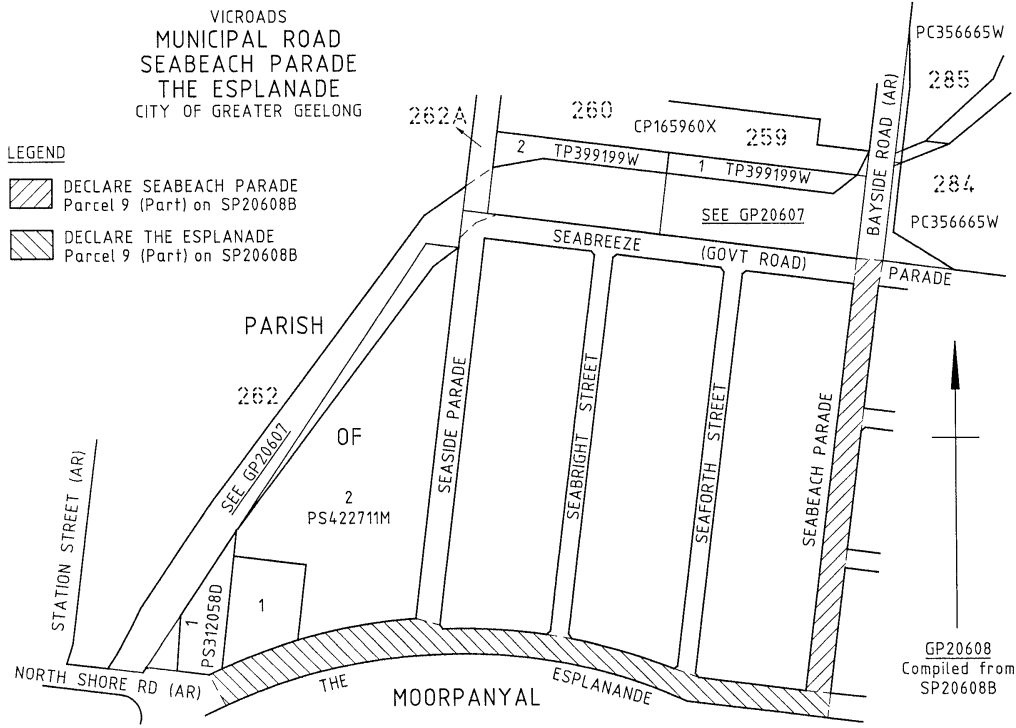 VICROADS
MUNICIPAL ROAD
SEABEACH PARADE
THE ESPLANADE
CITY OF GREATER GEELONG
LEGEND
DECLARE SEABEACH PARADE
Parcel 9 (Part) on SP20608B
DECLARE THE ESPLANADE
Parcel 9 (Part) on SP20608B
262A
260
CP165960X
259
2 TP399199W
1 TP399199W
SEE GP20607
BAYSIDE ROAD (AR)
PC356665W
285
284
PC356665W
SEABREEZE (GOVT ROAD) PARADE
PARISH
262
SEE GP20607
OF
2
PS422711M
SEASIDE PARADE
SEABRIGHT STREET
SEAFORTH STREET
SEABEACH PARADE
STATION STREET (AR)
1
PS312058D
1
NORTH SHORE RD (AR)
THE ESPLANANDE
MOORPANYAL
GP20608
Compiled from
SP20608B